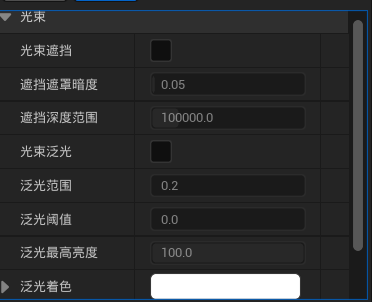 光束
光束遮挡
遮挡遮罩暗度 0.05
遮挡深度范围 100000.0
光束泛光
泛光范围 0.2
泛光阈值 0.0
泛光最高亮度 100.0
泛光着色